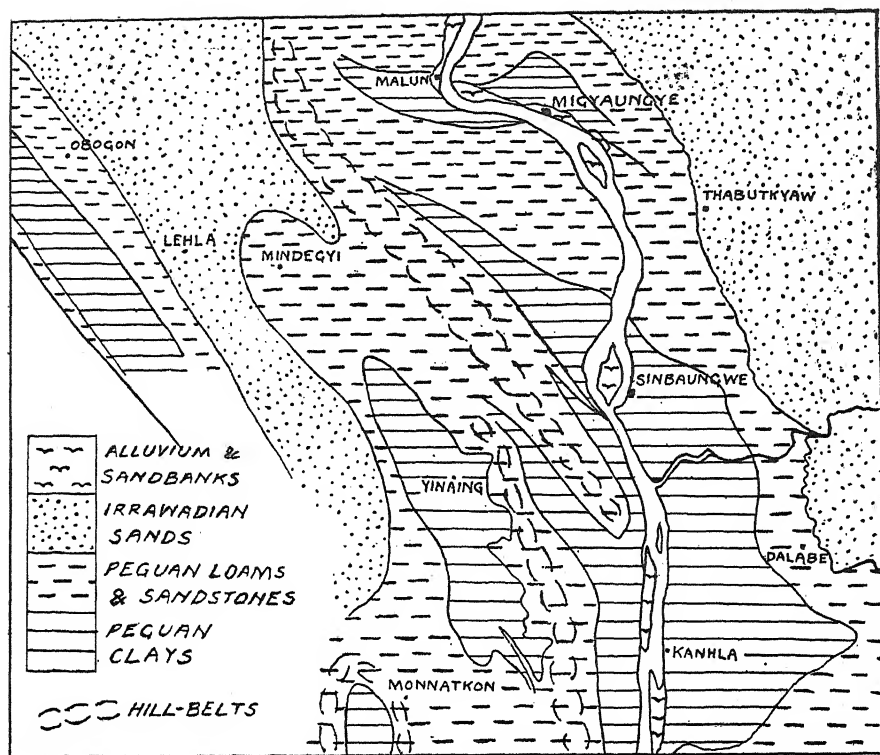 MALUN
MIGYAUNGYE
OBOGON
THABUTKYAW
LEHLA
MINDEGYI
SINBAUNGWE
YINAING
DALABE
KANHLA
MONNATKON
ALLUVIUM &
SANDBANKS
IRRAWADIAN
SANDS
PEGUAN LOAMS
& SANDSTONES
PEGUAN
CLAYS
HILL-BELTS